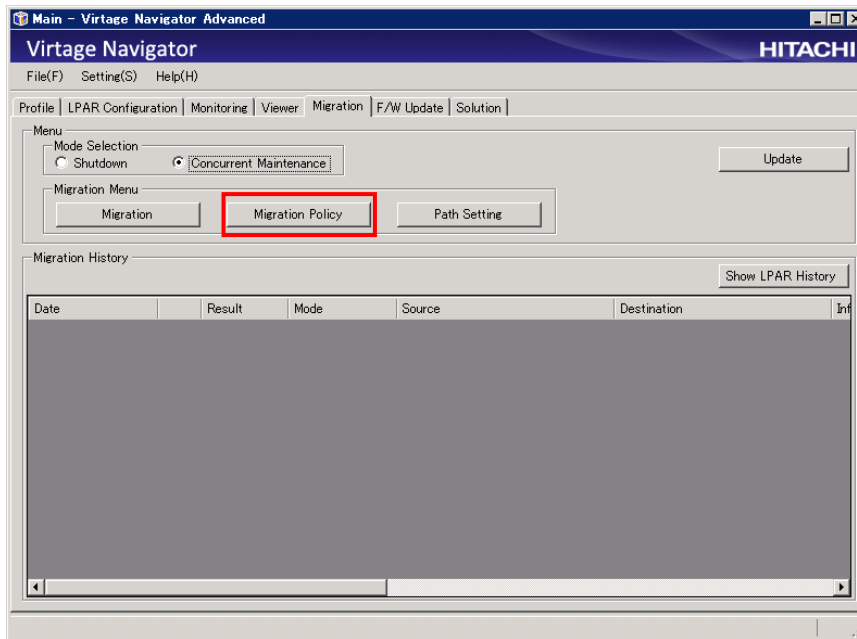 Main - Virtage Navigator Advanced
Virtage Navigator
HITACHI
File(F) Setting(S) Help(H)
Profile LPAR Configuration Monitoring Viewer Migration F/W Update Solution
Menu
Mode Selection
Shutdown Concurrent Maintenance
Update
Migration Menu
Migration Migration Policy Path Setting
Migration History
Show LPAR History
Date Result Mode Source Destination Inf